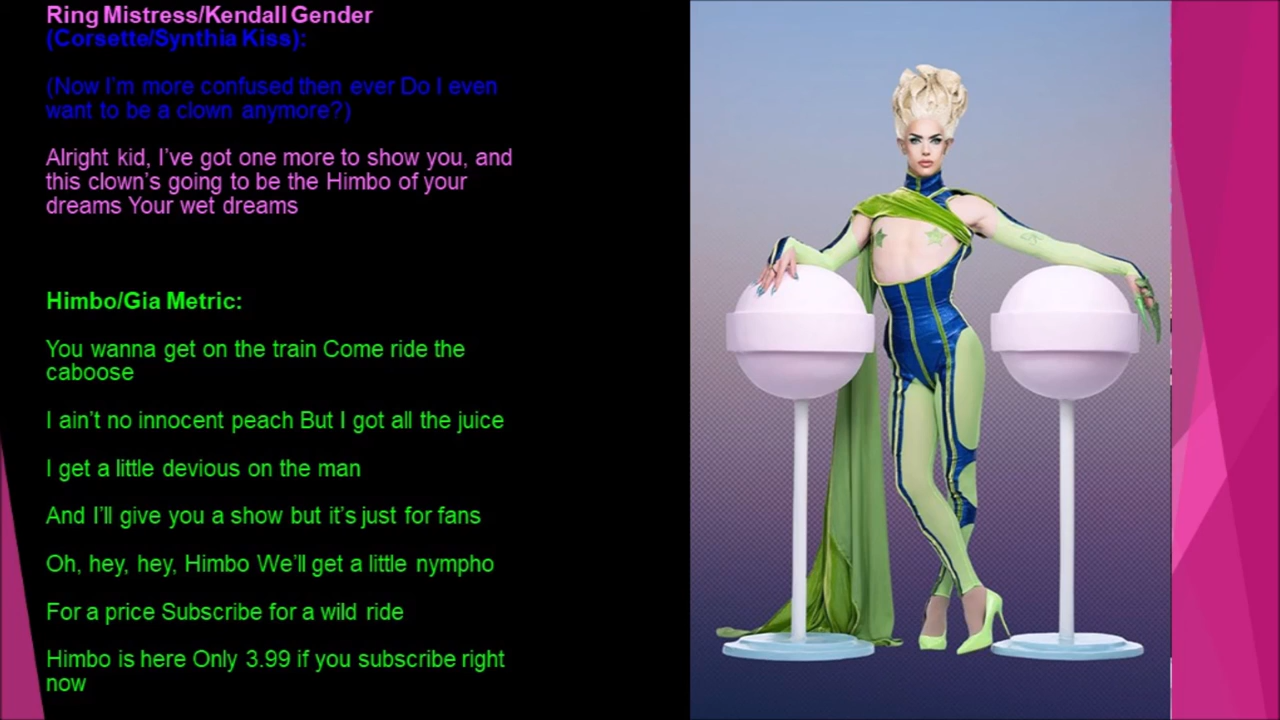 Ring Mistress/Kendall Gender
(Corsette/Synthia Kiss):
(Now I’m more confused then ever Do I even
want to be a clown anymore?)
Alright kid, I’ve got one more to show you, and
this clown’s going to be the Himbo of your
dreams Your wet dreams
Himbo/Gia Metric:
You wanna get on the train Come ride the
caboose
I ain’t no innocent peach But I got all the juice
I get a little devious on the man
And I’ll give you a show but it’s just for fans
Oh, hey, hey, Himbo We’ll get a little nympho
For a price Subscribe for a wild ride
Himbo is here Only 3.99 if you subscribe right
now